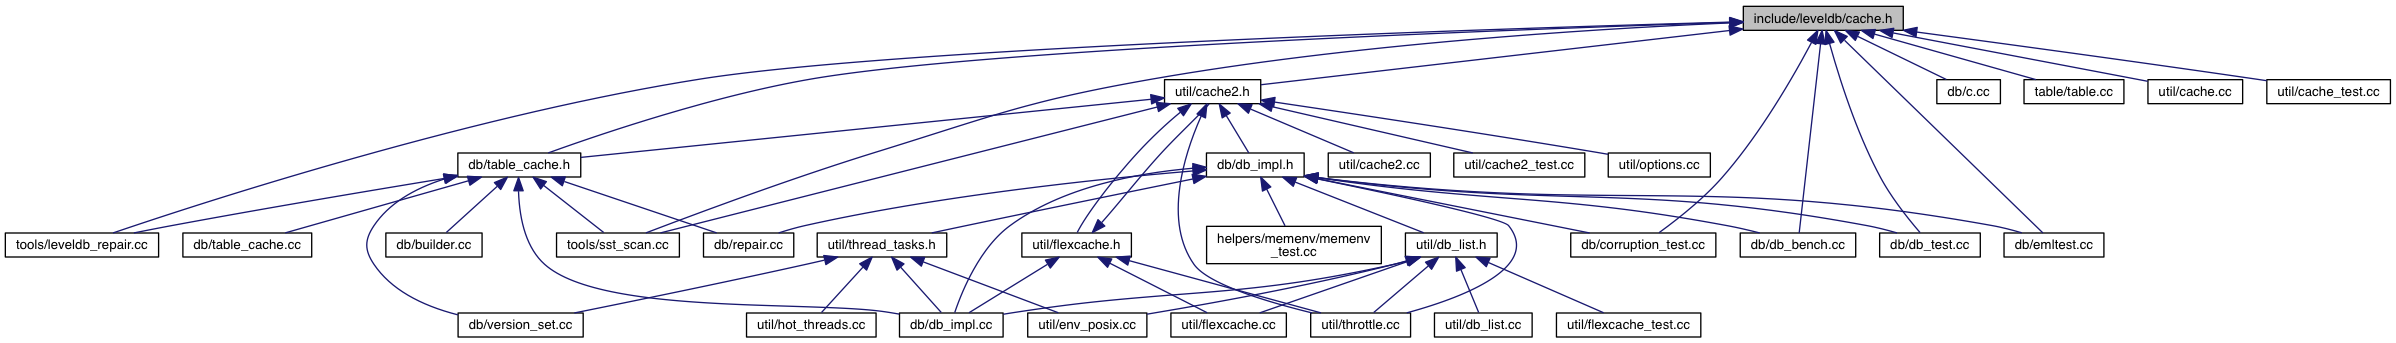 include/leveldb/cache.h
util/cache2.h
db/c.cc
table/table.cc
util/cache.cc
util/cache_test.cc
db/table_cache.h
db/db_impl.h
util/cache2.cc
util/cache2_test.cc
util/options.cc
tools/leveldb_repair.cc
db/table_cache.cc
db/builder.cc
tools/sst_scan.cc
db/repair.cc
util/thread_tasks.h
util/flexcache.h
helpers/memenv/memenv
_test.cc
util/db_list.h
db/corruption_test.cc
db/db_bench.cc
db/db_test.cc
db/emltest.cc
db/version_set.cc
util/hot_threads.cc
db/db_impl.cc
util/env_posix.cc
util/flexcache.cc
util/throttle.cc
util/db_list.cc
util/flexcache_test.cc